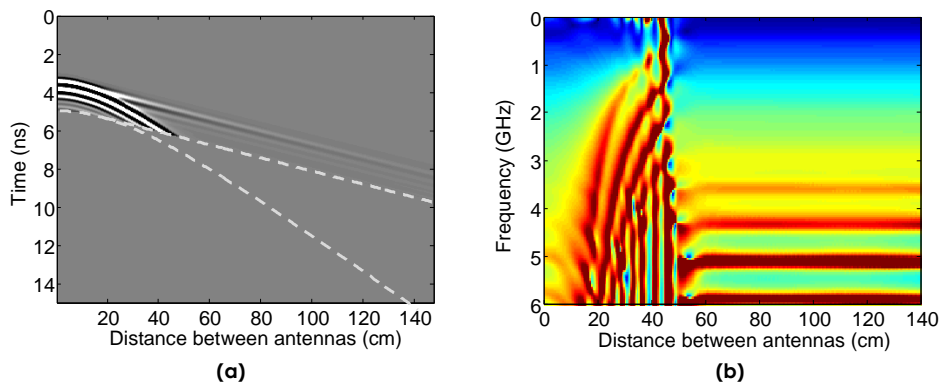 0
2
4
6
8
10
12
14
Time (ns)
0 20 40 60 80 100 120 140
Distance between antennas (cm)
(a)
0
1
2
3
4
5
6
Frequency (GHz)
0 20 40 60 80 100 120 140
Distance between antennas (cm)
(b)